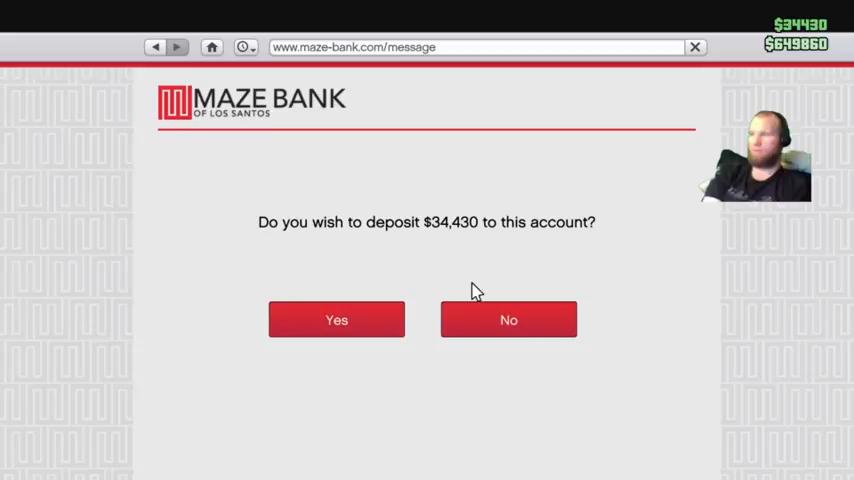 $34430
$649860
www.maze-bank.com/message
MAZE BANK
OF LOS SANTOS
Do you wish to deposit $34,430 to this account?
Yes
No